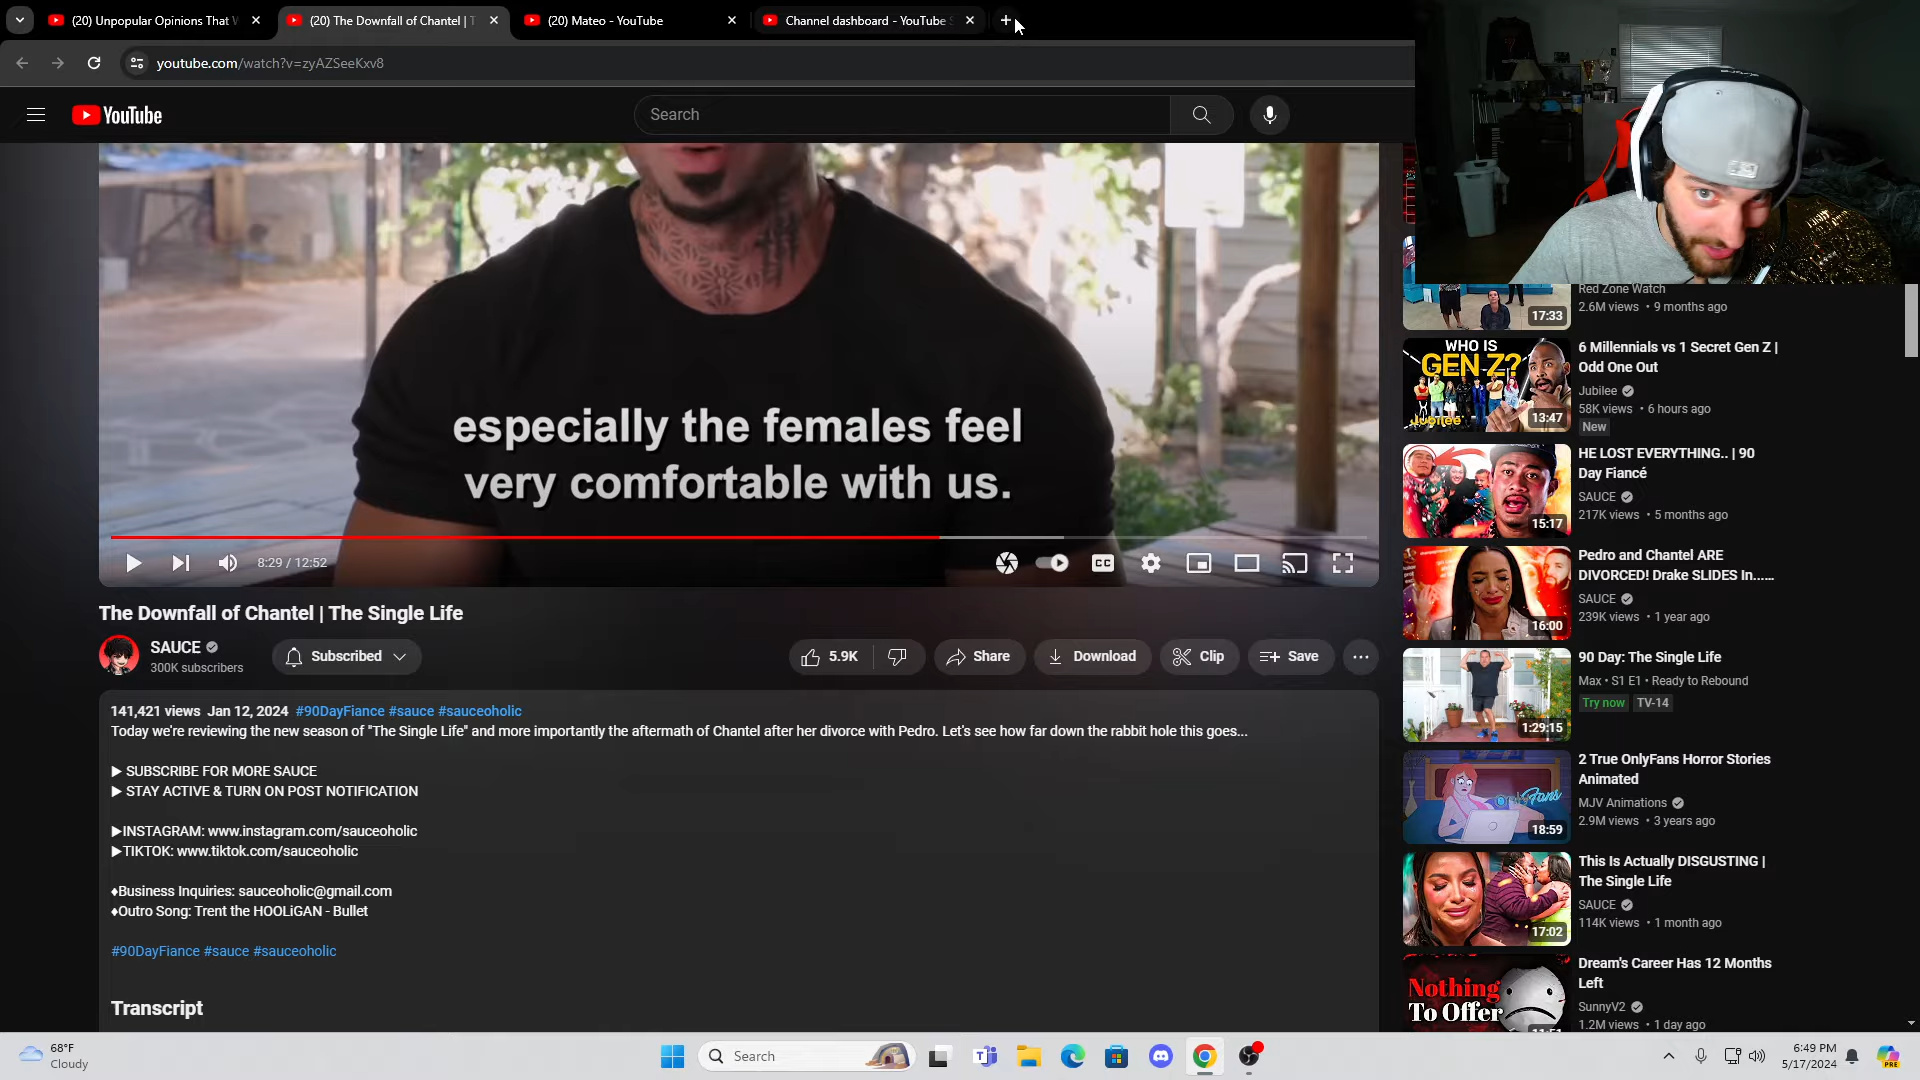 (20) Unpopular Opinions That
(20) The Downfall of Chantel | T
(20) Mateo - YouTube
Channel dashboard - YouTube
youtube.com/watch?v=zyAZSeeKxv8
YouTube
Search
especially the females feel
very comfortable with us.
8:29 / 12:52
CC
The Downfall of Chantel | The Single Life
SAUCE
300K subscribers
Subscribed
5.9K
Share
Download
Clip
Save
141,421 views Jan 12, 2024 #90DayFiance #sauce #sauceoholic
Today we're reviewing the new season of "The Single Life" and more importantly the aftermath of Chantel after her divorce with Pedro. Let's see how far down the rabbit hole this goes...
▶ SUBSCRIBE FOR MORE SAUCE
▶ STAY ACTIVE & TURN ON POST NOTIFICATION
▶INSTAGRAM: www.instagram.com/sauceoholic
▶TIKTOK: www.tiktok.com/sauceoholic
♦Business Inquiries: sauceoholic@gmail.com
♦Outro Song: Trent the HOOLiGAN - Bullet
#90DayFiance #sauce #sauceoholic
Transcript
Red Zone Watch
2.6M views • 9 months ago
17:33
WHO IS
GEN Z?
Jubilee
13:47
6 Millennials vs 1 Secret Gen Z |
Odd One Out
Jubilee
58K views • 6 hours ago
New
15:17
HE LOST EVERYTHING.. | 90
Day Fiancé
SAUCE
217K views • 5 months ago
16:00
Pedro and Chantel ARE
DIVORCED! Drake SLIDES In......
SAUCE
239K views • 1 year ago
1:29:15
90 Day: The Single Life
Max • S1 E1 • Ready to Rebound
Try now TV-14
18:59
2 True OnlyFans Horror Stories
Animated
MJV Animations
2.9M views • 3 years ago
17:02
This Is Actually DISGUSTING |
The Single Life
SAUCE
114K views • 1 month ago
Nothing
To Offer
Dream's Career Has 12 Months
Left
SunnyV2
1.2M views • 1 day ago
68°F
Cloudy
Search
6:49 PM
5/17/2024
PRE